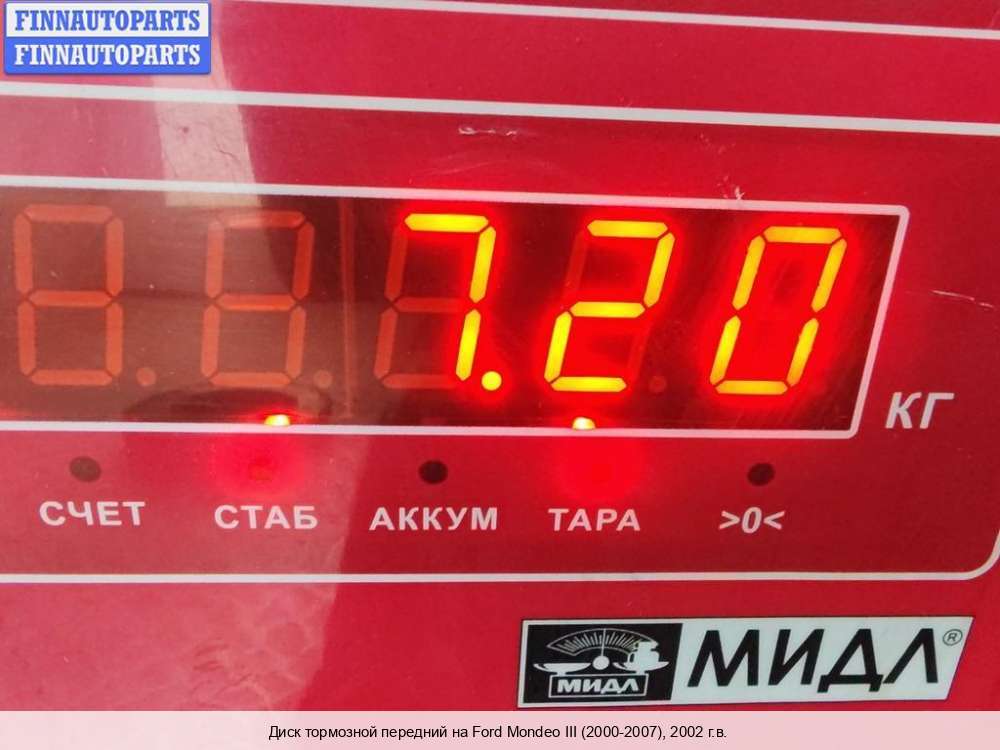 FINNAUTOPARTS
FINNAUTOPARTS
7.20
КГ
СЧЕТ СТАБ АККУМ ТАРА >0<
МИДЛ МИДЛ®
Диск тормозной передний на Ford Mondeo III (2000-2007), 2002 г.в.